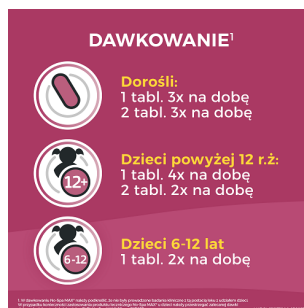 DAWKOWANIE¹
Dorośli:
1 tabl. 3x na dobę
2 tabl. 3x na dobę
12+
Dzieci powyżej 12 r.ż:
1 tabl. 4x na dobę
2 tabl. 2x na dobę
6-12
Dzieci 6-12 lat
1 tabl. 2x na dobę